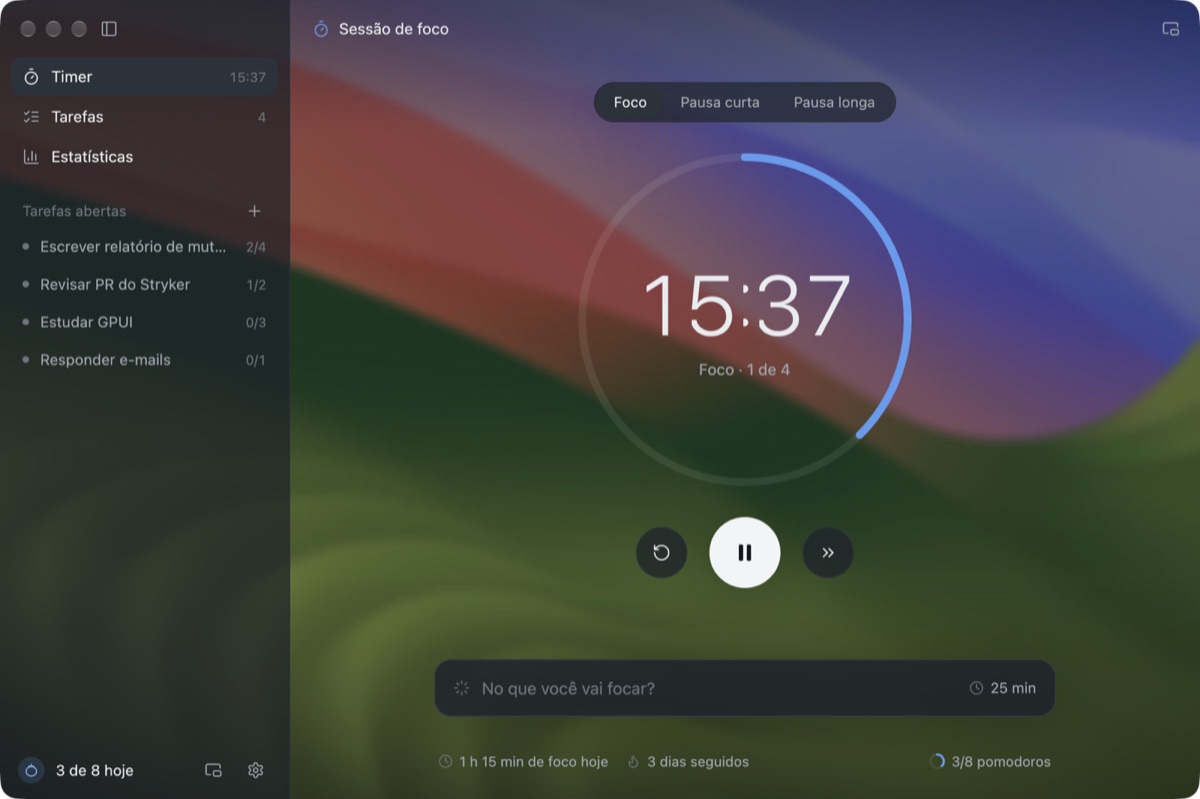 Timer 15:37
Tarefas 4
Estatísticas
Tarefas abertas
Escrever relatório de mut... 2/4
Revisar PR do Stryker 1/2
Estudar GPUI 0/3
Responder e-mails 0/1
3 de 8 hoje
Sessão de foco
Foco Pausa curta Pausa longa
15:37
Foco · 1 de 4
No que você vai focar? 25 min
1 h 15 min de foco hoje 3 dias seguidos 3/8 pomodoros